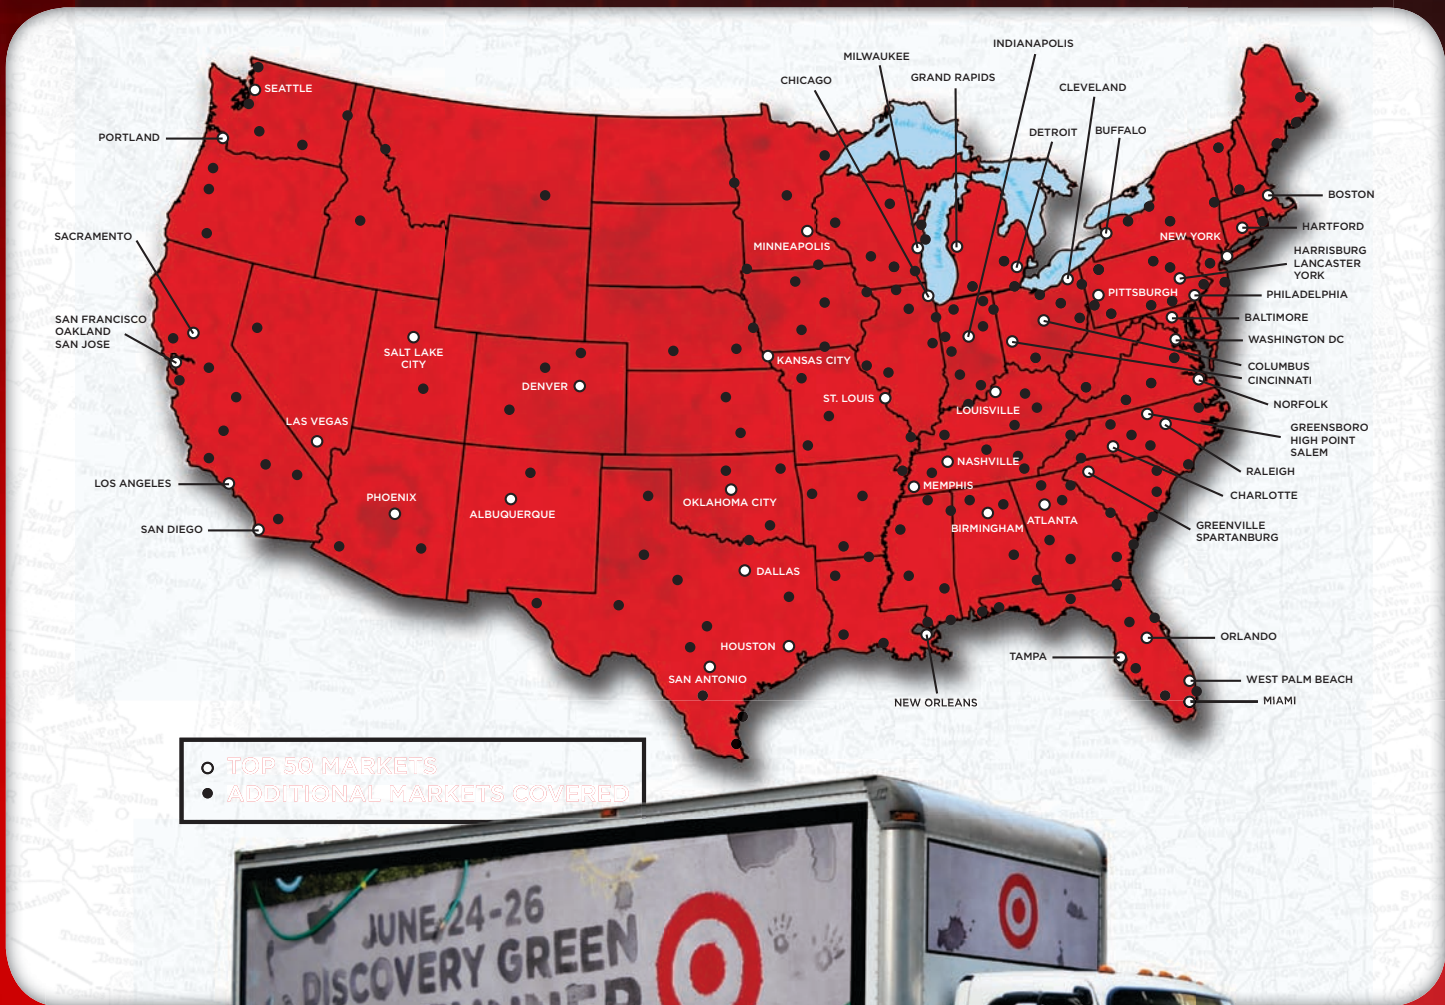 INDIANAPOLIS
MILWAUKEE
CHICAGO
GRAND RAPIDS
CLEVELAND
DETROIT
BUFFALO
SEATTLE
PORTLAND
BOSTON
HARTFORD
NEW YORK
SACRAMENTO
MINNEAPOLIS
HARRISBURG
LANCASTER
YORK
PITTSBURGH
PHILADELPHIA
SAN FRANCISCO
OAKLAND
SAN JOSE
BALTIMORE
WASHINGTON DC
SALT LAKE
CITY
KANSAS CITY
COLUMBUS
CINCINNATI
DENVER
ST. LOUIS
LOUISVILLE
NORFOLK
LAS VEGAS
GREENSBORO
HIGH POINT
SALEM
NASHVILLE
RALEIGH
LOS ANGELES
MEMPHIS
CHARLOTTE
PHOENIX
ALBUQUERQUE
OKLAHOMA CITY
BIRMINGHAM
ATLANTA
SAN DIEGO
GREENVILLE
SPARTANBURG
DALLAS
HOUSTON
ORLANDO
TAMPA
SAN ANTONIO
WEST PALM BEACH
MIAMI
NEW ORLEANS
TOP 50 MARKETS
ADDITIONAL MARKETS COVERED
JUNE 24-26
DISCOVERY GREEN